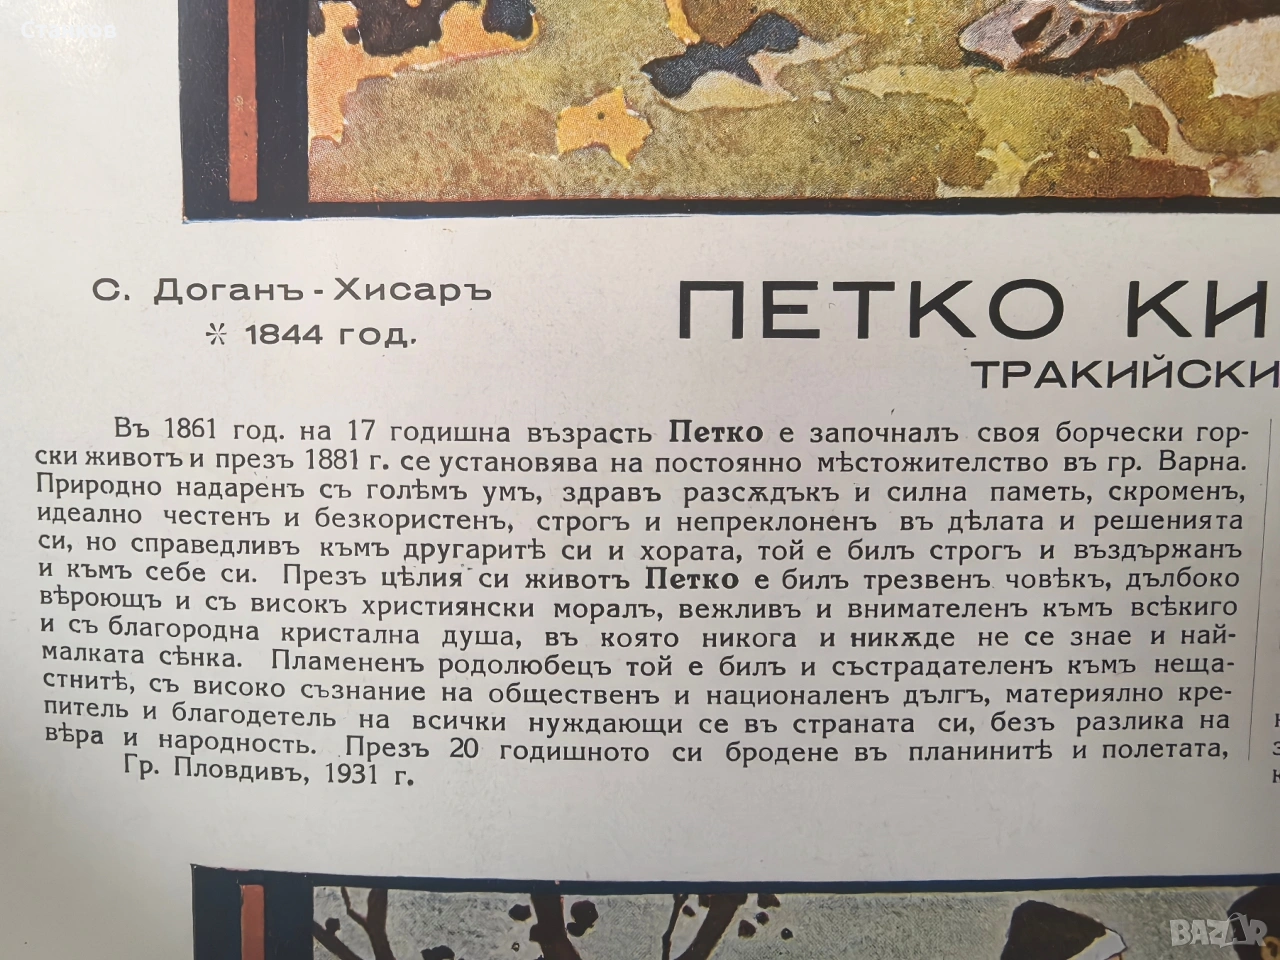 Стайков
С. Доганъ - Хисаръ
* 1844 год.
ПЕТКО КИ
ТРАКИЙСКИ
Въ 1861 год. на 17 годишна възрасть Петко е започналъ своя борчески гор-
ски животъ и презъ 1881 г. се установява на постоянно мѣстожителство въ гр. Варна.
Природно надаренъ съ голѣмъ умъ, здравъ разсѫдъкъ и силна паметь, скроменъ,
идеално честенъ и безкористенъ, строгъ и непреклоненъ въ дѣлата и решенията
си, но справедливъ къмъ другаритѣ си и хората, той е билъ строгъ и въздържанъ
и къмъ себе си. Презъ цѣлия си животъ Петко е билъ трезвенъ човѣкъ, дълбоко
вѣроющъ и съ високъ християнски моралъ, вежливъ и внимателенъ къмъ всѣкиго
и съ благородна кристална душа, въ която никога и никѫде не се знае и най-
малката сѣнка. Пламененъ родолюбецъ той е билъ и състрадателенъ къмъ неща-
стнитѣ, съ високо съзнание на общественъ и националенъ дългъ, материялно кре-
питель и благодетель на всички нуждающи се въ страната си, безъ разлика на
вѣра и народность. Презъ 20 годишното си бродене въ планинитѣ и полетата,
Гр. Пловдивъ, 1931 г.
BAZAR